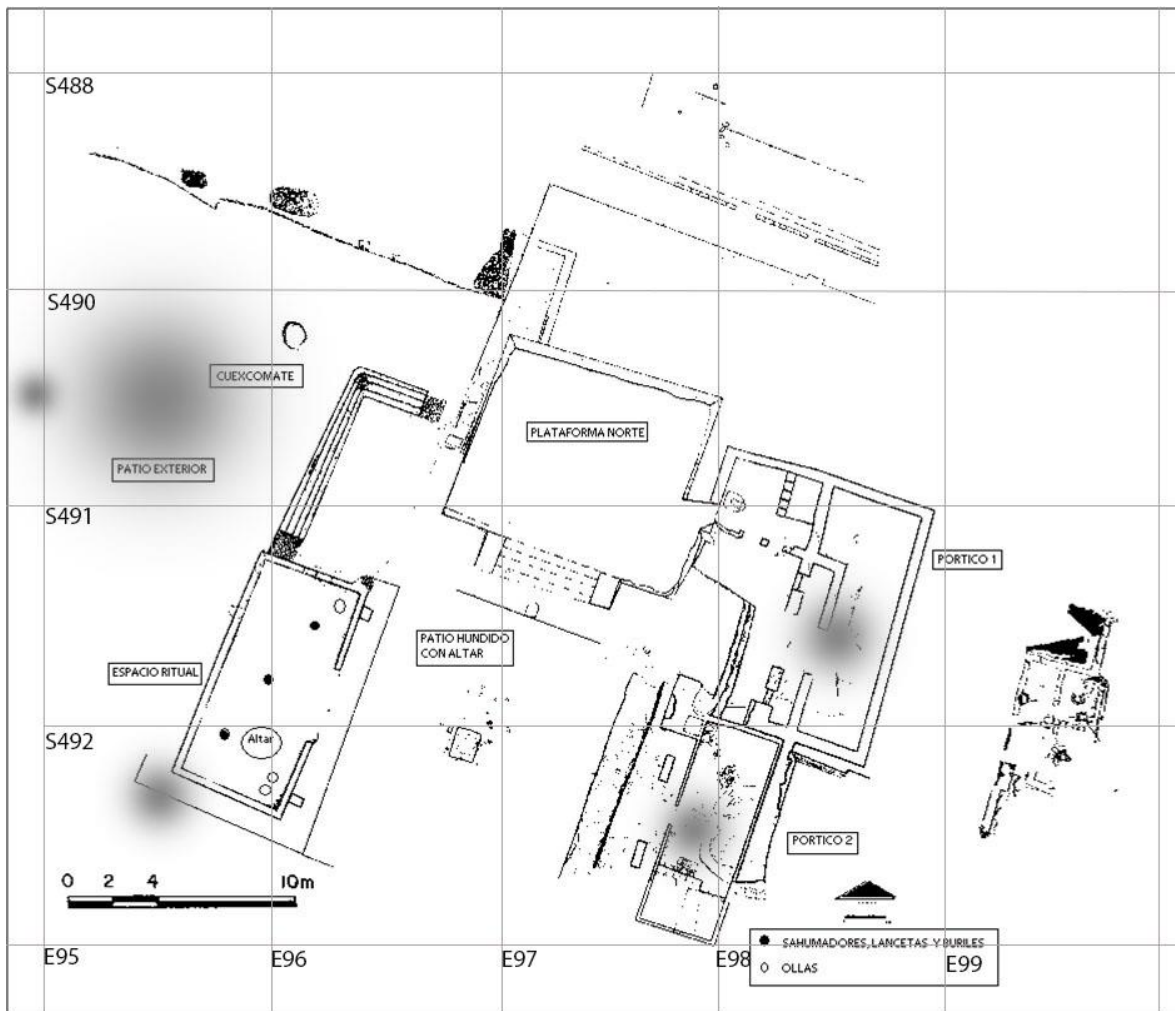 S488
S490
CUEXCOMATE
PLATAFORMA NORTE
PATIO EXTERIOR
S491
PORTICO 1
PATIO HUNDIDO
CON ALTAR
ESPACIO RITUAL
S492
Altar
PORTICO 2
0 2 4 10m
E95 E96 E97 E98 E99
SAHUMADORES, LANCETAS Y BURILES
OLLAS